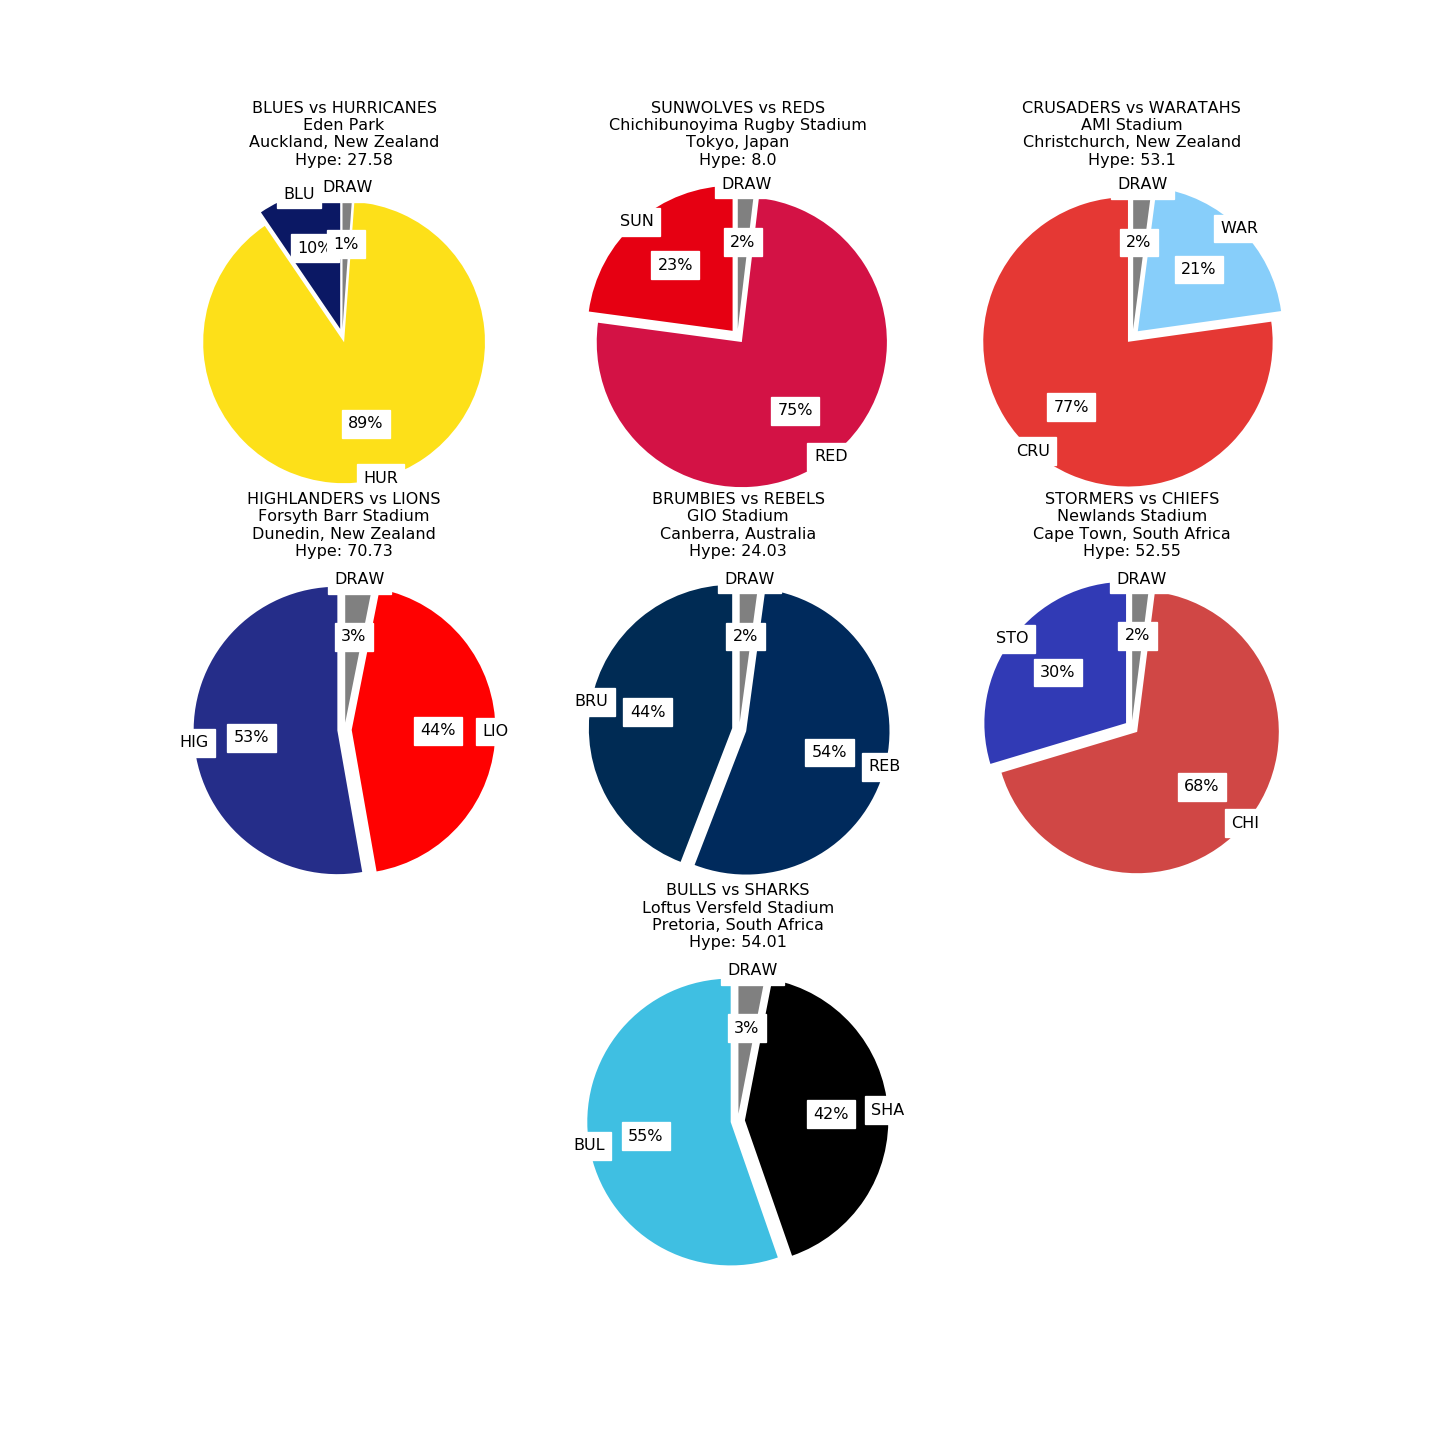 BLUES vs HURRICANES
Eden Park
Auckland, New Zealand
Hype: 27.58
BLU
DRAW
10%
1%
89%
HUR
SUNWOLVES vs REDS
Chichibunoyima Rugby Stadium
Tokyo, Japan
Hype: 8.0
DRAW
SUN
2%
23%
75%
RED
CRUSADERS vs WARATAHS
AMI Stadium
Christchurch, New Zealand
Hype: 53.1
DRAW
WAR
2%
21%
77%
CRU
HIGHLANDERS vs LIONS
Forsyth Barr Stadium
Dunedin, New Zealand
Hype: 70.73
DRAW
3%
HIG
53%
44%
LIO
BRUMBIES vs REBELS
GIO Stadium
Canberra, Australia
Hype: 24.03
DRAW
2%
BRU
44%
54%
REB
STORMERS vs CHIEFS
Newlands Stadium
Cape Town, South Africa
Hype: 52.55
DRAW
STO
2%
30%
68%
CHI
BULLS vs SHARKS
Loftus Versfeld Stadium
Pretoria, South Africa
Hype: 54.01
DRAW
3%
42%
SHA
55%
BUL